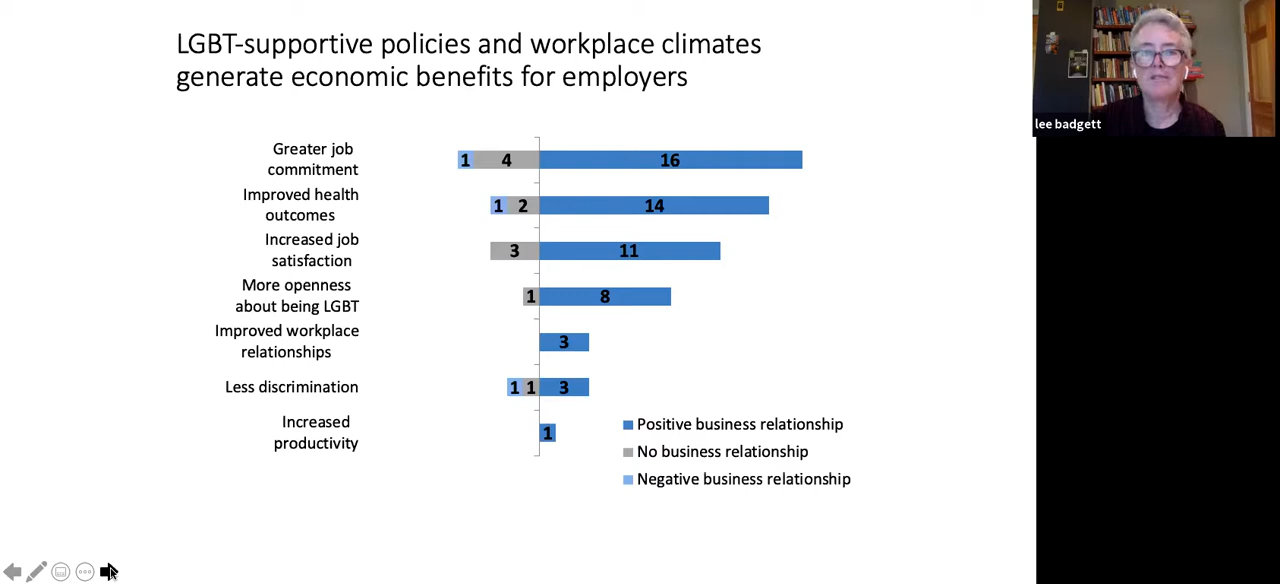 LGBT-supportive policies and workplace climates
generate economic benefits for employers
lee badgett
Greater job
commitment
1 4 16
Improved health
outcomes
1 2 14
Increased job
satisfaction
3 11
More openness
about being LGBT
1 8
Improved workplace
relationships
3
Less discrimination
1 1 3
Increased
productivity
1
Positive business relationship
No business relationship
Negative business relationship